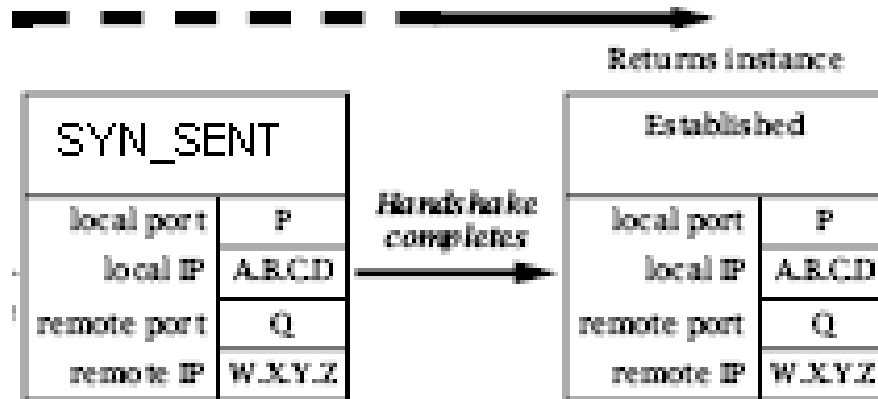 Returns instance
SYN_SENT
local port P
local IP A.B.C.D
remote port Q
remote IP W.X.Y.Z
Handshake
completes
Established
local port P
local IP A.B.C.D
remote port Q
remote IP W.X.Y.Z